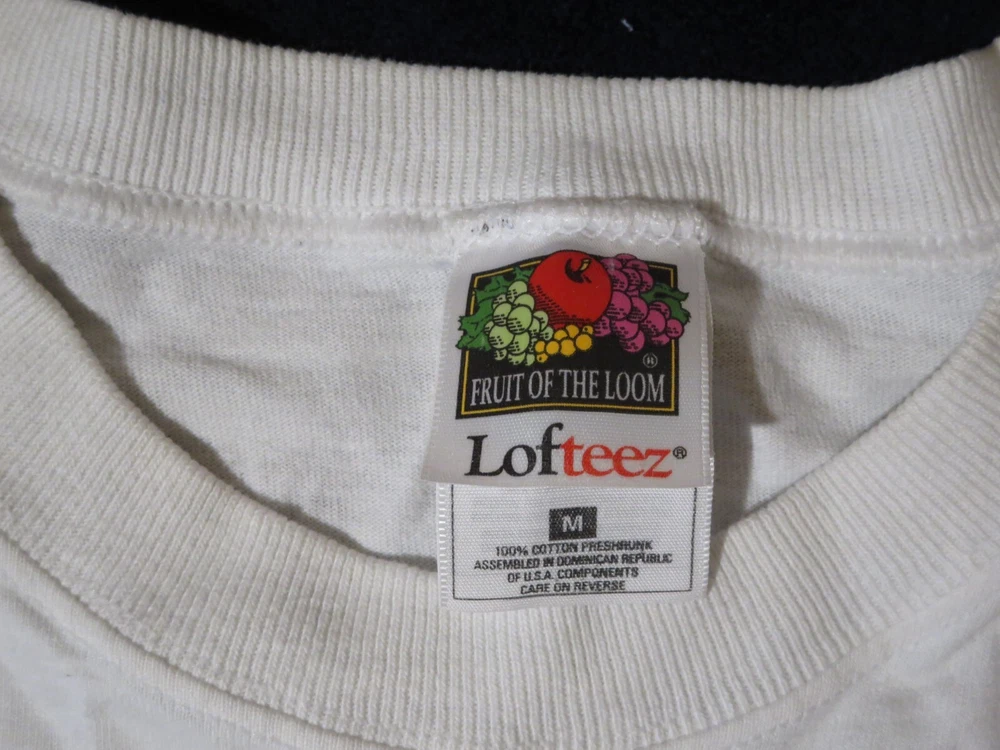 ®
FRUIT OF THE LOOM
Lofteez®
M
100% COTTON PRESHRUNK
ASSEMBLED IN DOMINICAN REPUBLIC
OF U.S.A. COMPONENTS
CARE ON REVERSE